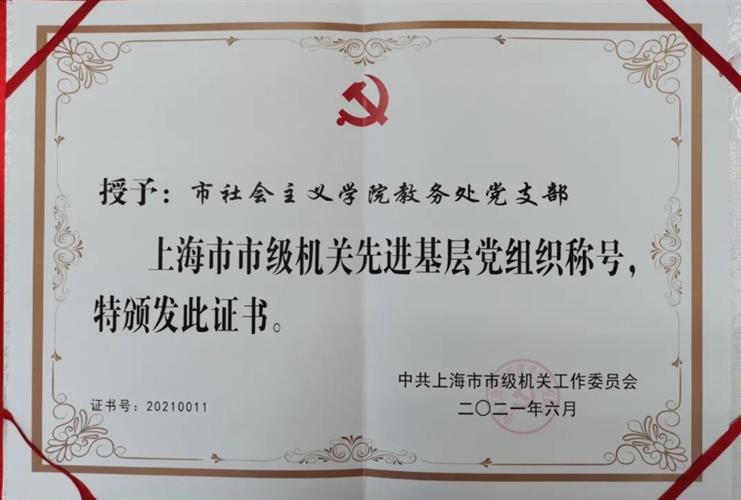 授予：市社会主义学院教务处党支部
上海市市级机关先进基层党组织称号，
特颁发此证书。
中共上海市市级机关工作委员会
二〇二一年六月
证书号：20210011